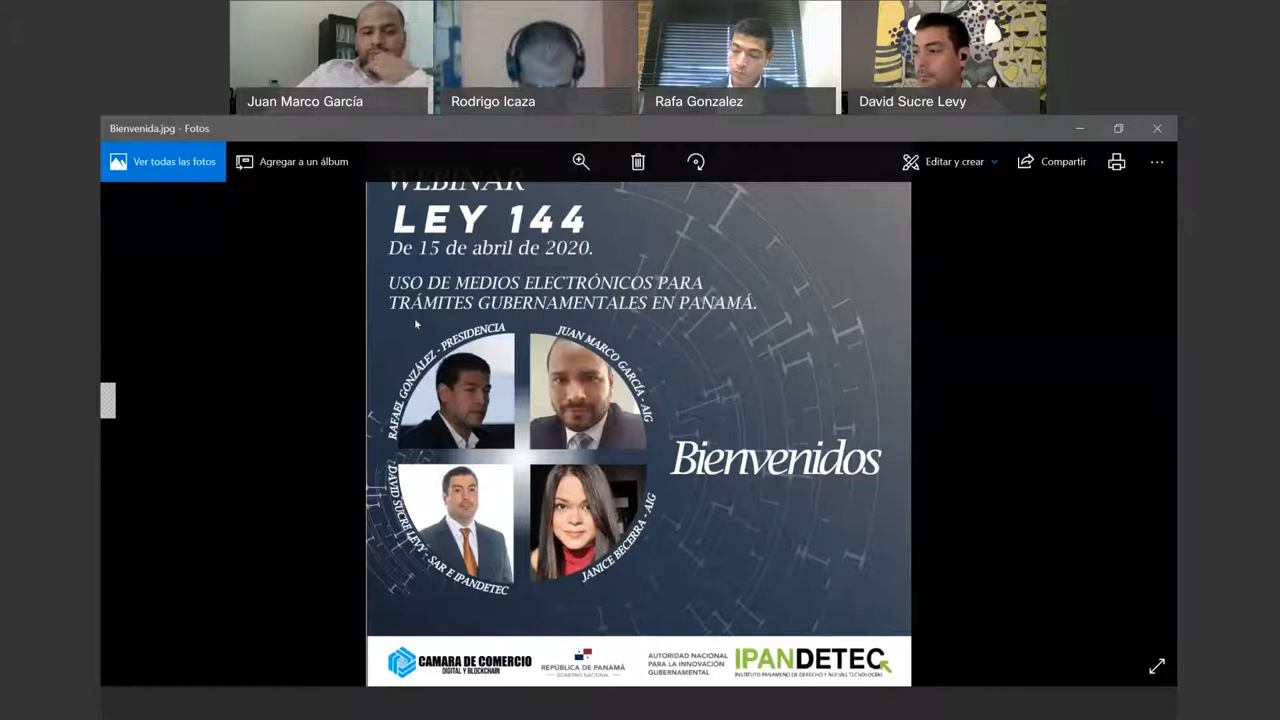 Juan Marco García
Rodrigo Icaza
Rafa Gonzalez
David Sucre Levy
Bienvenida.jpg - Fotos
Ver todas las fotos
Agregar a un álbum
Editar y crear
Compartir
WEBINAR
LEY 144
De 15 de abril de 2020.
USO DE MEDIOS ELECTRÓNICOS PARA
TRÁMITES GUBERNAMENTALES EN PANAMÁ.
RAFAEL GONZÁLEZ - PRESIDENCIA
JUAN MARCO GARCÍA - AIG
DAVID SUCRE LEVY - SAR E IPANDETEC
JANICE BECERRA - AIG
Bienvenidos
CAMARA DE COMERCIO
DIGITAL Y BLOCKCHAIN
REPÚBLICA DE PANAMÁ
GOBIERNO NACIONAL
AUTORIDAD NACIONAL
PARA LA INNOVACIÓN
GUBERNAMENTAL
IPANDETEC
INSTITUTO PANAMEÑO DE DERECHO Y NUEVAS TECNOLOGÍAS